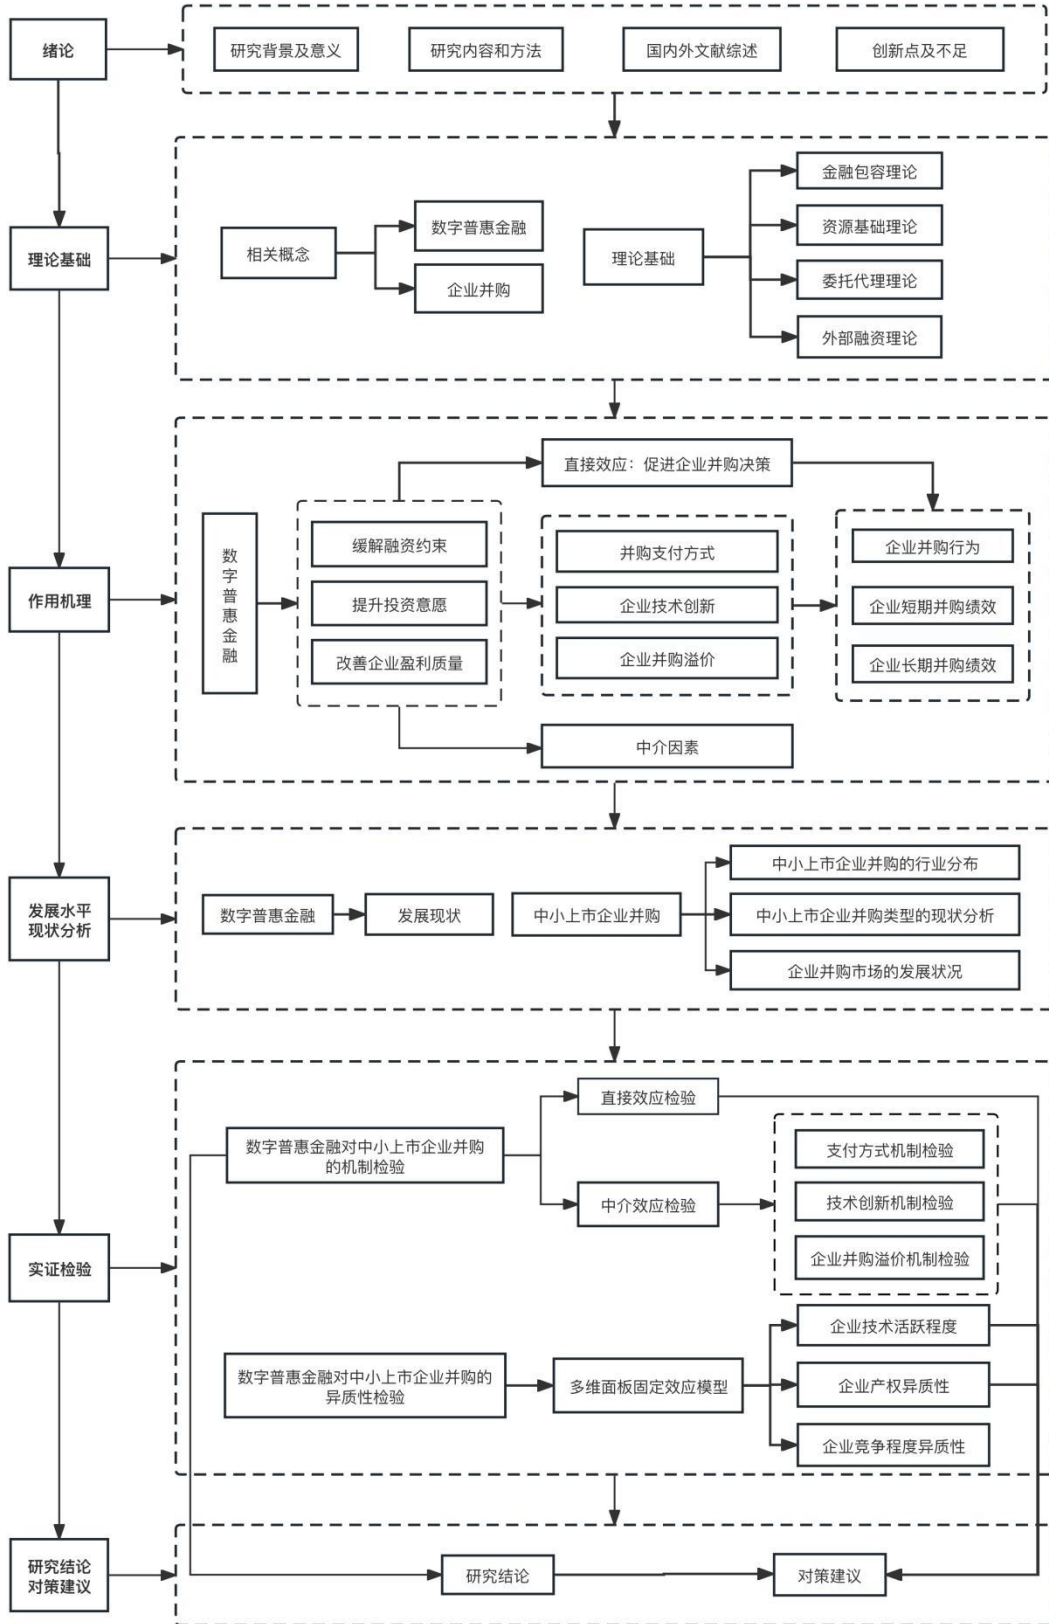 绪论
研究背景及意义
研究内容和方法
国内外文献综述
创新点及不足
理论基础
相关概念
数字普惠金融
企业并购
理论基础
金融包容理论
资源基础理论
委托代理理论
外部融资理论
作用机理
数字普惠金融
缓解融资约束
提升投资意愿
改善企业盈利质量
直接效应：促进企业并购决策
并购支付方式
企业技术创新
企业并购溢价
中介因素
企业并购行为
企业短期并购绩效
企业长期并购绩效
发展水平
现状分析
数字普惠金融
发展现状
中小上市企业并购
中小上市企业并购的行业分布
中小上市企业并购类型的现状分析
企业并购市场的发展状况
实证检验
数字普惠金融对中小上市企业并购
的机制检验
直接效应检验
中介效应检验
支付方式机制检验
技术创新机制检验
企业并购溢价机制检验
数字普惠金融对中小上市企业并购的
异质性检验
多维面板固定效应模型
企业技术活跃程度
企业产权异质性
企业竞争程度异质性
研究结论
对策建议
研究结论
对策建议